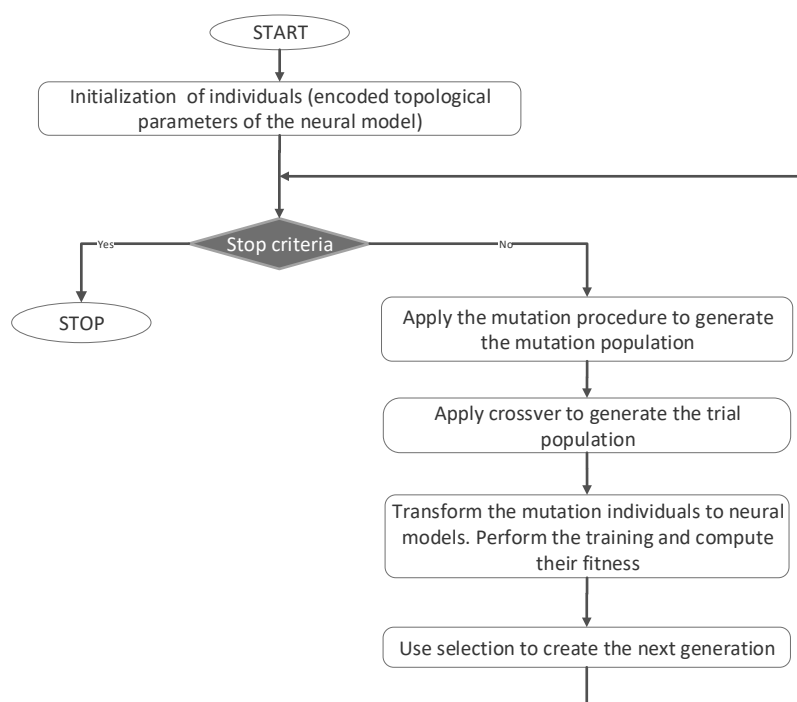 START
Initialization of individuals (encoded topological
parameters of the neural model)
Stop criteria
Yes
No
STOP
Apply the mutation procedure to generate
the mutation population
Apply crossver to generate the trial
population
Transform the mutation individuals to neural
models. Perform the training and compute
their fitness
Use selection to create the next generation